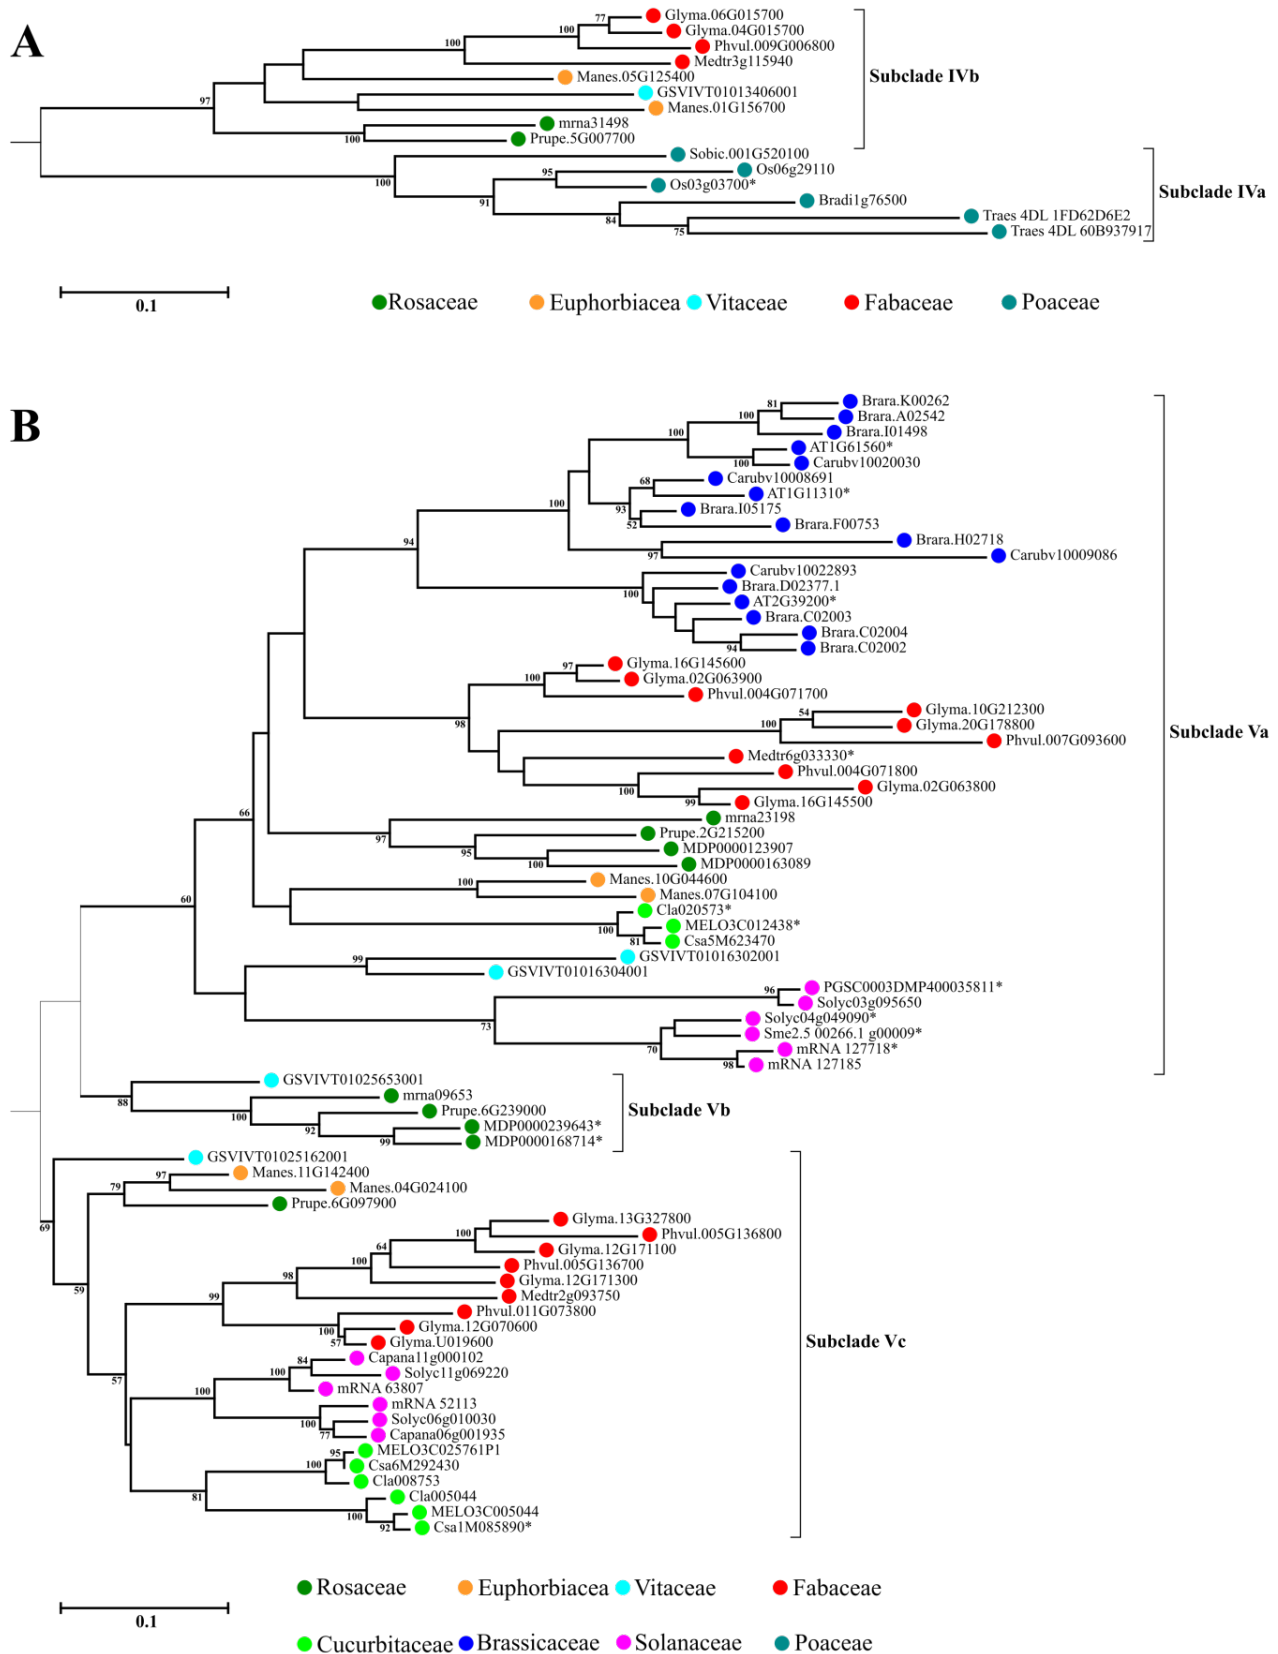 A
77
Glyma.06G015700
Glyma.04G015700
100
Phvul.009G006800
100
Medtr3g115940
Subclade IVb
Manes.05G125400
GSVIVT01013406001
97
Manes.01G156700
mrna31498
100
Prupe.5G007700
Sobic.001G520100
95
Os06g29110
100
Os03g03700*
Subclade IVa
91
Bradi1g76500
84
Traes 4DL 1FD62D6E2
75
Traes 4DL 60B937917
0.1
Rosaceae
Euphorbiacea
Vitaceae
Fabaceae
Poaceae
B
81
Brara.K00262
100
Brara.A02542
100
Brara.I01498
AT1G61560*
100
Carubv10020030
Carubv10008691
68
AT1G11310*
100
93
Brara.I05175
52
Brara.F00753
94
Brara.H02718
97
Carubv10009086
Carubv10022893
100
Brara.D02377.1
AT2G39200*
Brara.C02003
Brara.C02004
94
Brara.C02002
97
Glyma.16G145600
100
Glyma.02G063900
Phvul.004G071700
98
54
Glyma.10G212300
100
Glyma.20G178800
Phvul.007G093600
Subclade Va
Medtr6g033330*
Phvul.004G071800
100
Glyma.02G063800
99
Glyma.16G145500
66
mrna23198
97
Prupe.2G215200
95
MDP0000123907
100
MDP0000163089
100
Manes.10G044600
Manes.07G104100
60
Cla020573*
100
MELO3C012438*
81
Csa5M623470
99
GSVIVT01016302001
GSVIVT01016304001
96
PGSC0003DMP400035811*
Solyc03g095650
73
Solyc04g049090*
Sme2.5 00266.1 g00009*
70
mRNA 127718*
98
mRNA 127185
GSVIVT01025653001
88
mrna09653
100
Prupe.6G239000
Subclade Vb
92
MDP0000239643*
99
MDP0000168714*
GSVIVT01025162001
97
Manes.11G142400
79
Manes.04G024100
Prupe.6G097900
69
Glyma.13G327800
100
Phvul.005G136800
64
Glyma.12G171100
100
Phvul.005G136700
98
Glyma.12G171300
59
99
Medtr2g093750
Phvul.011G073800
100
Glyma.12G070600
57
Glyma.U019600
Subclade Vc
84
Capana11g000102
100
Solyc11g069220
57
mRNA 63807
100
mRNA 52113
100
Solyc06g010030
77
Capana06g001935
95
MELO3C025761P1
100
Csa6M292430
Cla008753
81
Cla005044
100
MELO3C005044
92
Csa1M085890*
0.1
Rosaceae
Euphorbiacea
Vitaceae
Fabaceae
Cucurbitaceae
Brassicaceae
Solanaceae
Poaceae